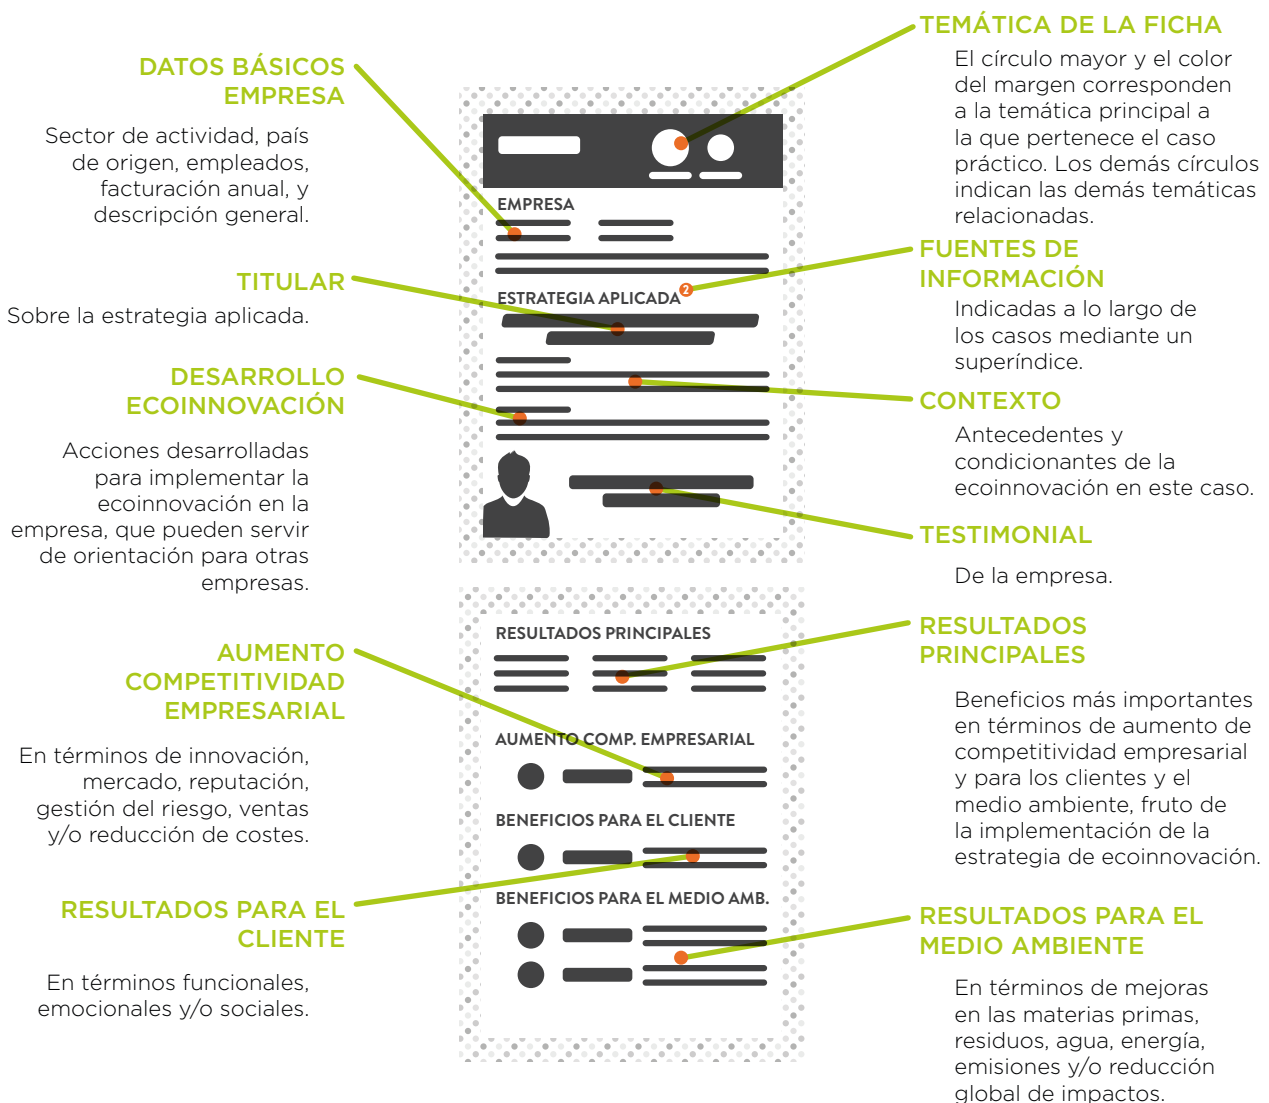 DATOS BÁSICOS
EMPRESA
Sector de actividad, país
de origen, empleados,
facturación anual, y
descripción general.
TITULAR
Sobre la estrategia aplicada.
DESARROLLO
ECOINNOVACIÓN
Acciones desarrolladas
para implementar la
ecoinnovación en la
empresa, que pueden servir
de orientación para otras
empresas.
AUMENTO
COMPETITIVIDAD
EMPRESARIAL
En términos de innovación,
mercado, reputación,
gestión del riesgo, ventas
y/o reducción de costes.
RESULTADOS PARA EL
CLIENTE
En términos funcionales,
emocionales y/o sociales.
EMPRESA
ESTRATEGIA APLICADA 2
RESULTADOS PRINCIPALES
AUMENTO COMP. EMPRESARIAL
BENEFICIOS PARA EL CLIENTE
BENEFICIOS PARA EL MEDIO AMB.
TEMÁTICA DE LA FICHA
El círculo mayor y el color
del margen corresponden
a la temática principal a
la que pertenece el caso
práctico. Los demás círculos
indican las demás temáticas
relacionadas.
FUENTES DE
INFORMACIÓN
Indicadas a lo largo de
los casos mediante un
superíndice.
CONTEXTO
Antecedentes y
condicionantes de la
ecoinnovación en este caso.
TESTIMONIAL
De la empresa.
RESULTADOS
PRINCIPALES
Beneficios más importantes
en términos de aumento de
competitividad empresarial
y para los clientes y el
medio ambiente, fruto de
la implementación de la
estrategia de ecoinnovación.
RESULTADOS PARA EL
MEDIO AMBIENTE
En términos de mejoras
en las materias primas,
residuos, agua, energía,
emisiones y/o reducción
global de impactos.